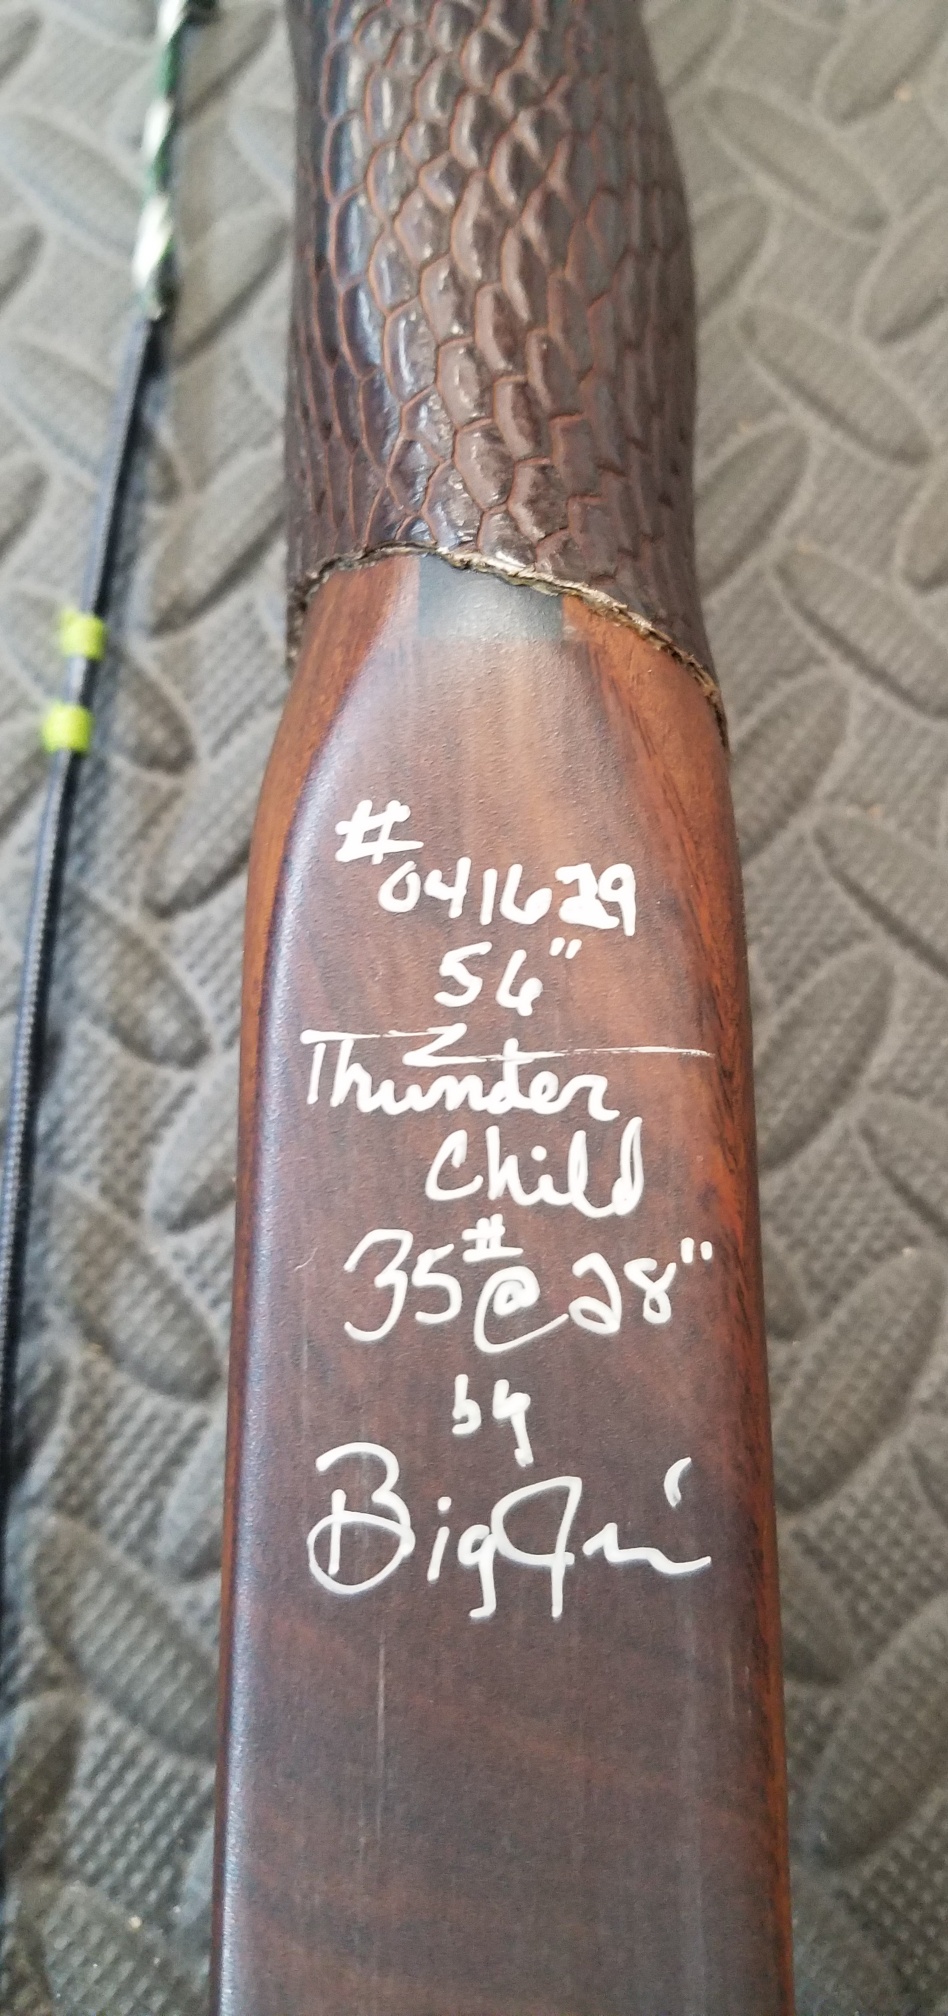 #041629
56"
Thunder
Child
35#@28"
by
Big Jim